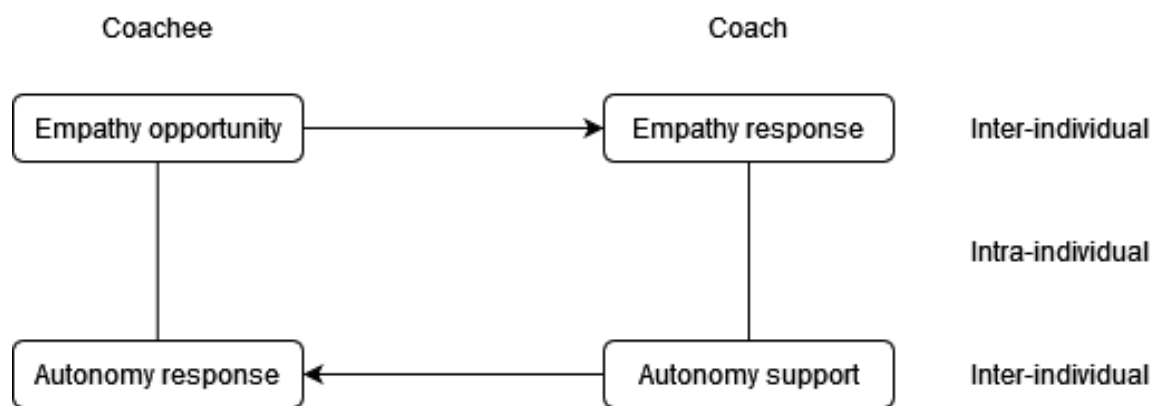 Coachee
Coach
Empathy opportunity
Empathy response
Inter-individual
Intra-individual
Autonomy response
Autonomy support
Inter-individual